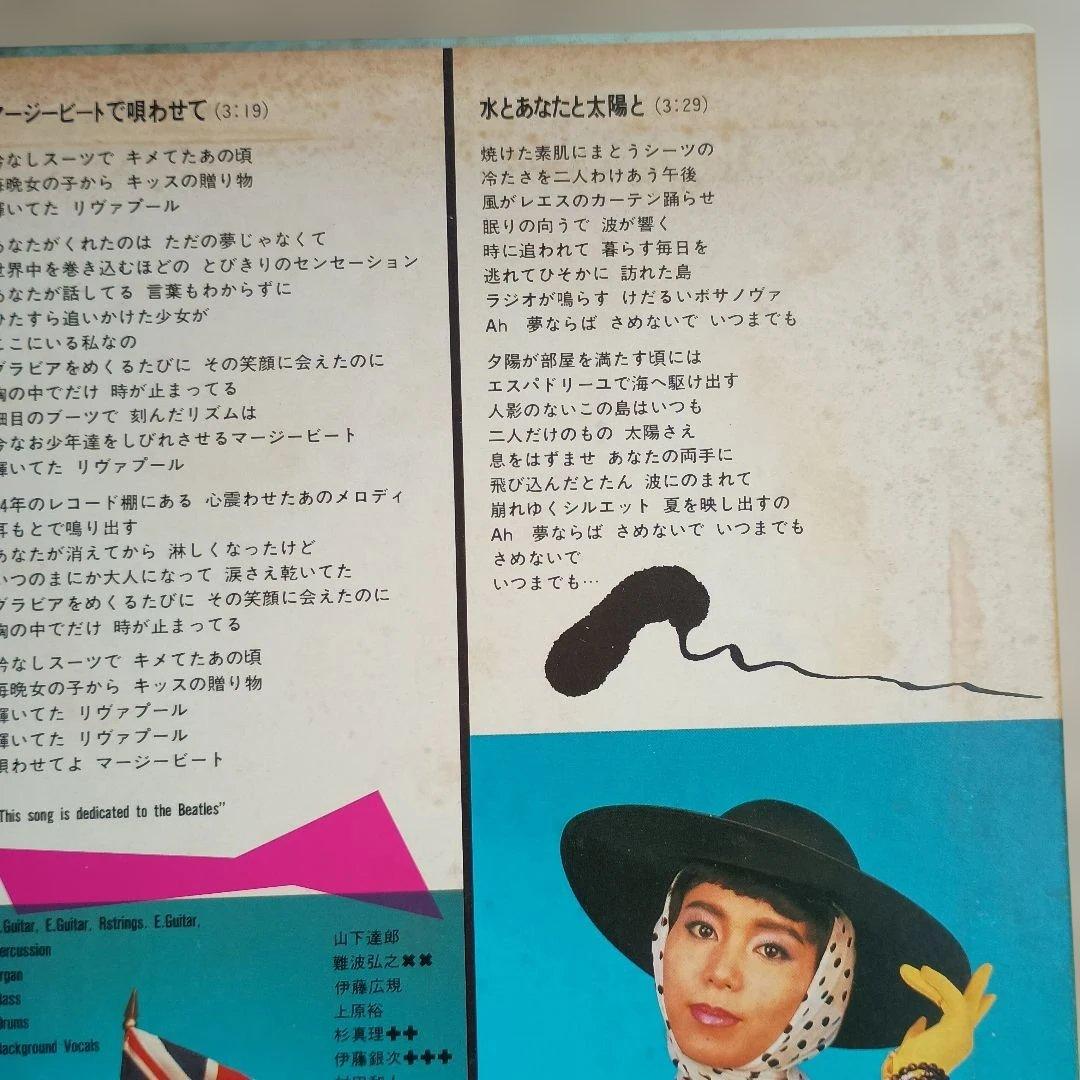 マージービートで唄わせて (3:19)
なしスーツで キメてたあの頃
毎晩女の子から キッスの贈り物
輝いてた リヴァプール
あなたがくれたのは ただの夢じゃなくて
世界中を巻き込むほどの とびきりのセンセーション
あなたが話してる 言葉もわからずに
ひたすら追いかけた少女が
ここにいる私なの
グラビアをめくるたびに その笑顔に会えたのに
胸の中でだけ 時が止まってる
細目のブーツで 刻んだリズムは
今なお少年達をしびれさせるマージービート
輝いてた リヴァプール
4年のレコード棚にある 心震わせたあのメロディ
耳もとで鳴り出す
あなたが消えてから 淋しくなったけど
いつのまにか大人になって 涙さえ乾いてた
グラビアをめくるたびに その笑顔に会えたのに
胸の中でだけ 時が止まってる
なしスーツで キメてたあの頃
毎晩女の子から キッスの贈り物
輝いてた リヴァプール
輝いてた リヴァプール
唄わせてよ マージービート
This song is dedicated to the Beatles"
.Guitar, E.Guitar, Rstrings. E.Guitar,
ercussion
rgan
ass
rums
ackground Vocals
山下達郎
難波弘之✖✖
伊藤広規
上原裕
杉真理✚✚
伊藤銀次✚✚✚
水とあなたと太陽と (3:29)
焼けた素肌にまとうシーツの
冷たさを二人わけあう午後
風がレエスのカーテン踊らせ
眠りの向うで 波が響く
時に追われて 暮らす毎日を
逃れてひそかに 訪れた島
ラジオが鳴らす けだるいボサノヴァ
Ah 夢ならば さめないで いつまでも
夕陽が部屋を満たす頃には
エスパドリーユで海へ駆け出す
人影のないこの島はいつも
二人だけのもの 太陽さえ
息をはずませ あなたの両手に
飛び込んだとたん 波にのまれて
崩れゆくシルエット 夏を映し出すの
Ah 夢ならば さめないで いつまでも
さめないで
いつまでも…